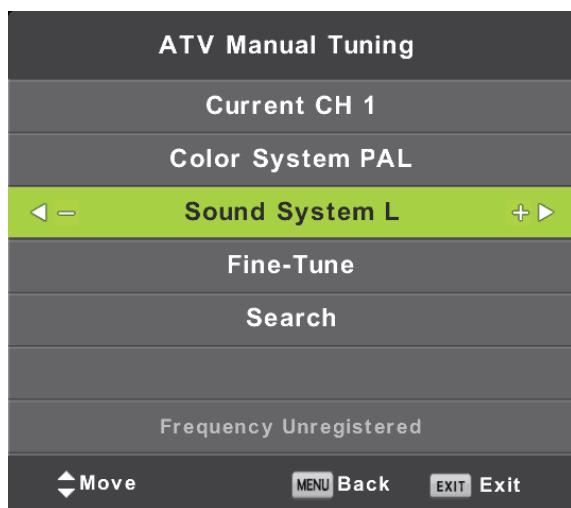 ATV Manual Tuning
Current CH 1
Color System PAL
Sound System L
Fine-Tune
Search
Frequency Unregistered
Move MENU Back EXIT Exit